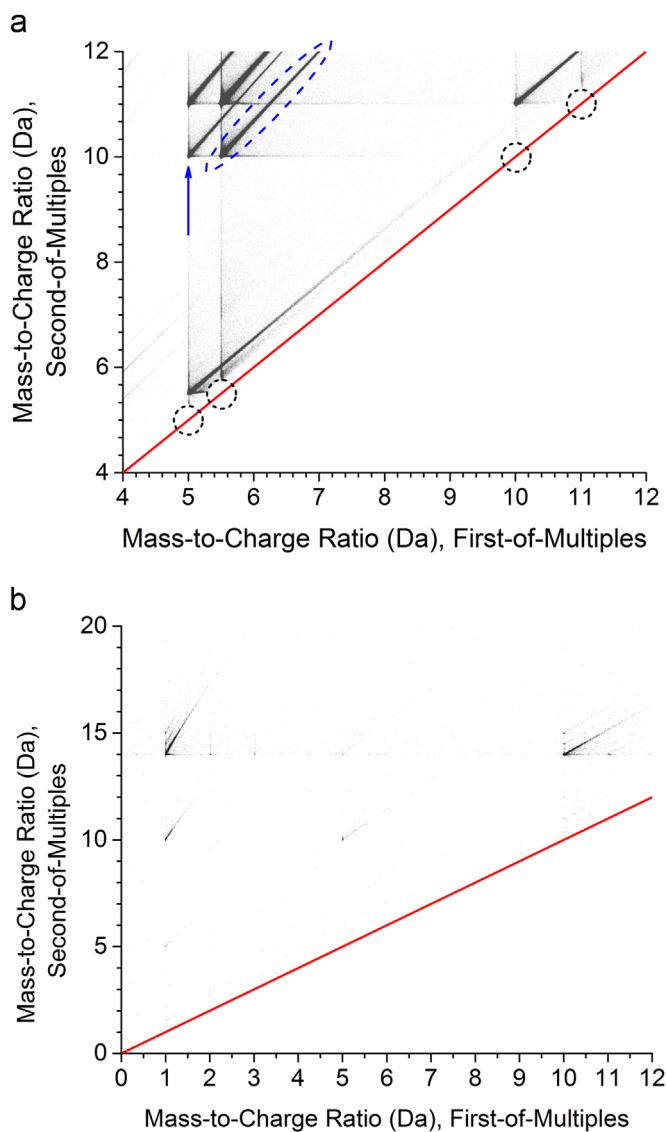 a
12
10
8
6
4
Mass-to-Charge Ratio (Da),
Second-of-Multiples
4 5 6 7 8 9 10 11 12
Mass-to-Charge Ratio (Da), First-of-Multiples
b
20
15
10
5
0
Mass-to-Charge Ratio (Da),
Second-of-Multiples
0 1 2 3 4 5 6 7 8 9 10 11 12
Mass-to-Charge Ratio (Da), First-of-Multiples